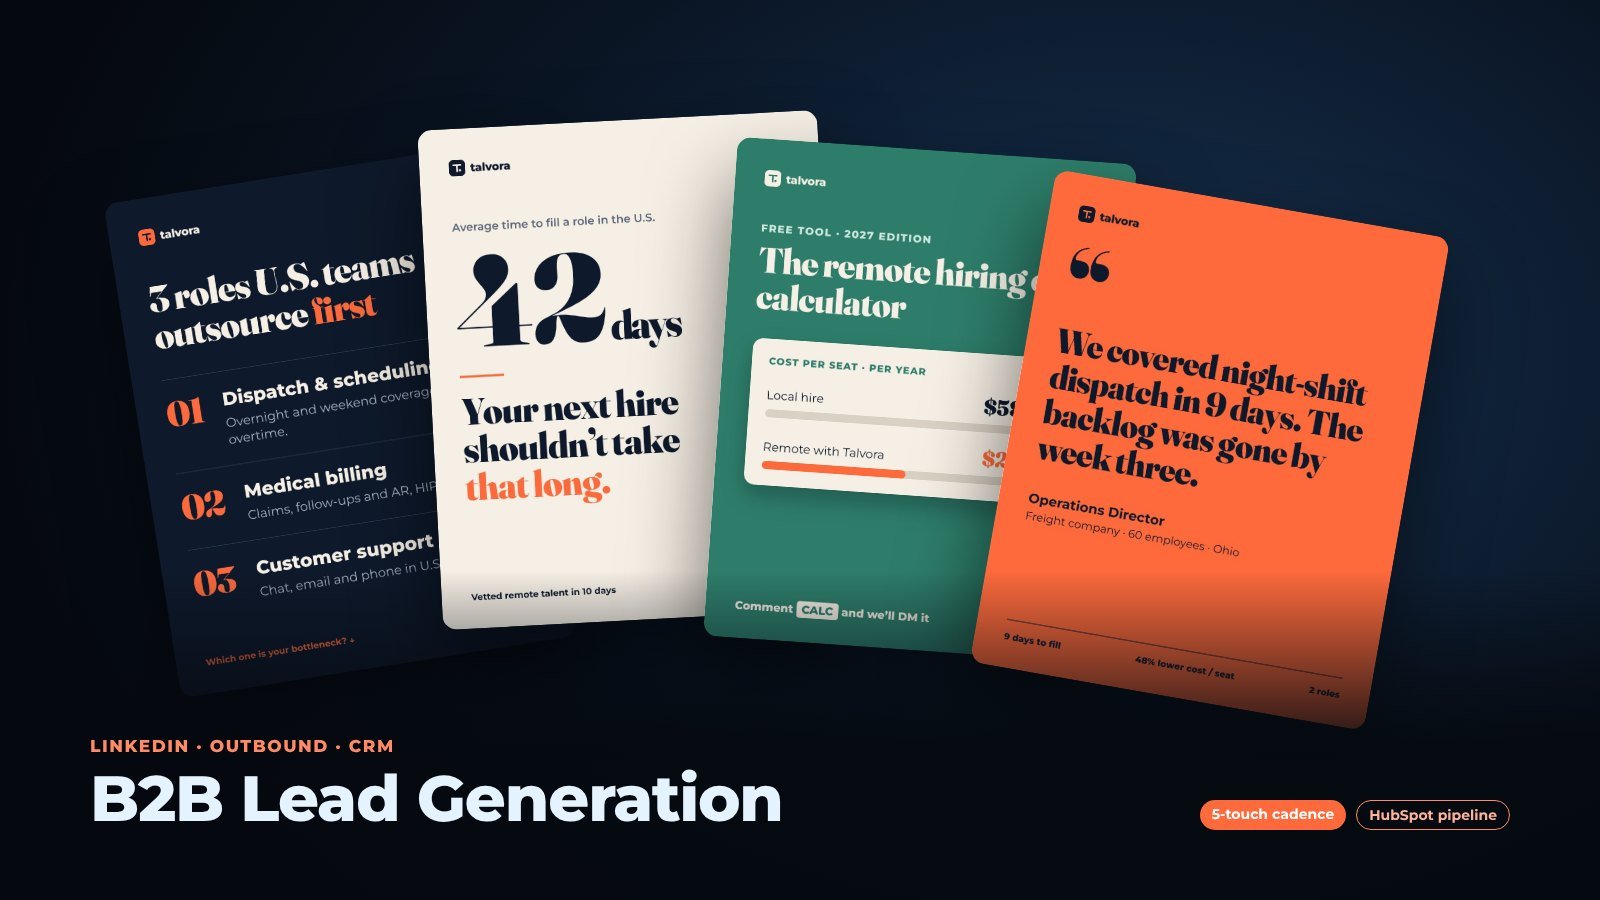 talvora
3 roles U.S. teams
outsource first
01
Dispatch & scheduling
Overnight and weekend
overtime.
02
Medical billing
Claims, follow-ups and AR,
03
Customer support
Chat, email and phone in U.S.
Which one is your bottleneck? ↓
talvora
Average time to fill a role in the U.S.
42 days
Your next hire
shouldn't take
that long.
Vetted remote talent in 10 days
talvora
FREE TOOL · 2027 EDITION
The remote hiring
calculator
COST PER SEAT · PER YEAR
Local hire
Remote with Talvora
Comment CALC and we'll DM it
talvora
“
We covered night-shift
dispatch in 9 days. The
backlog was gone by
week three.
Operations Director
Freight company · 60 employees · Ohio
9 days to fill
48% lower cost / seat
2 roles
LINKEDIN · OUTBOUND · CRM
B2B Lead Generation
5-touch cadence
HubSpot pipeline